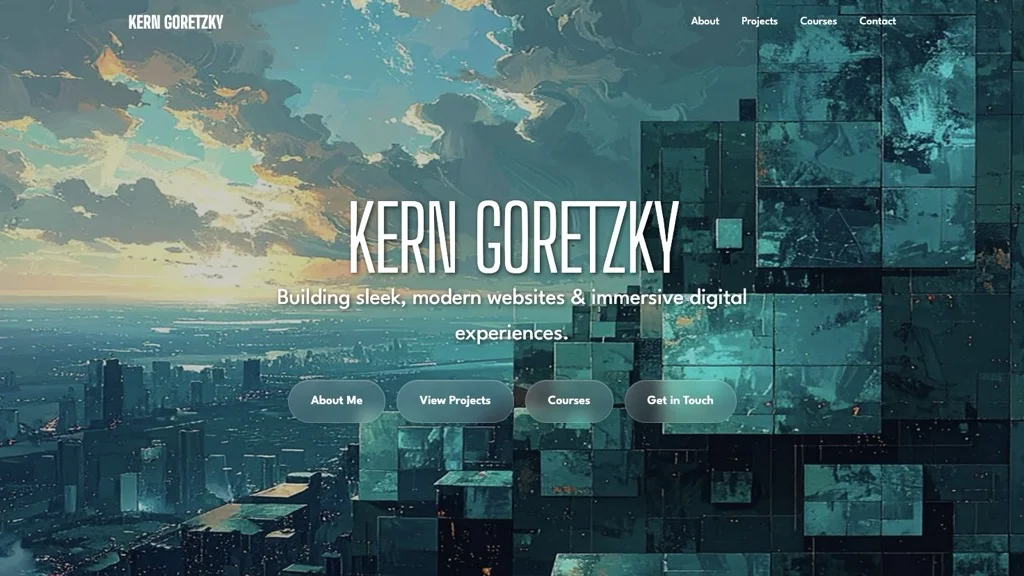 KERN GORETZKY
About Projects Courses Contact
KERN GORETZKY
Building sleek, modern websites & immersive digital
experiences.
About Me View Projects Courses Get in Touch